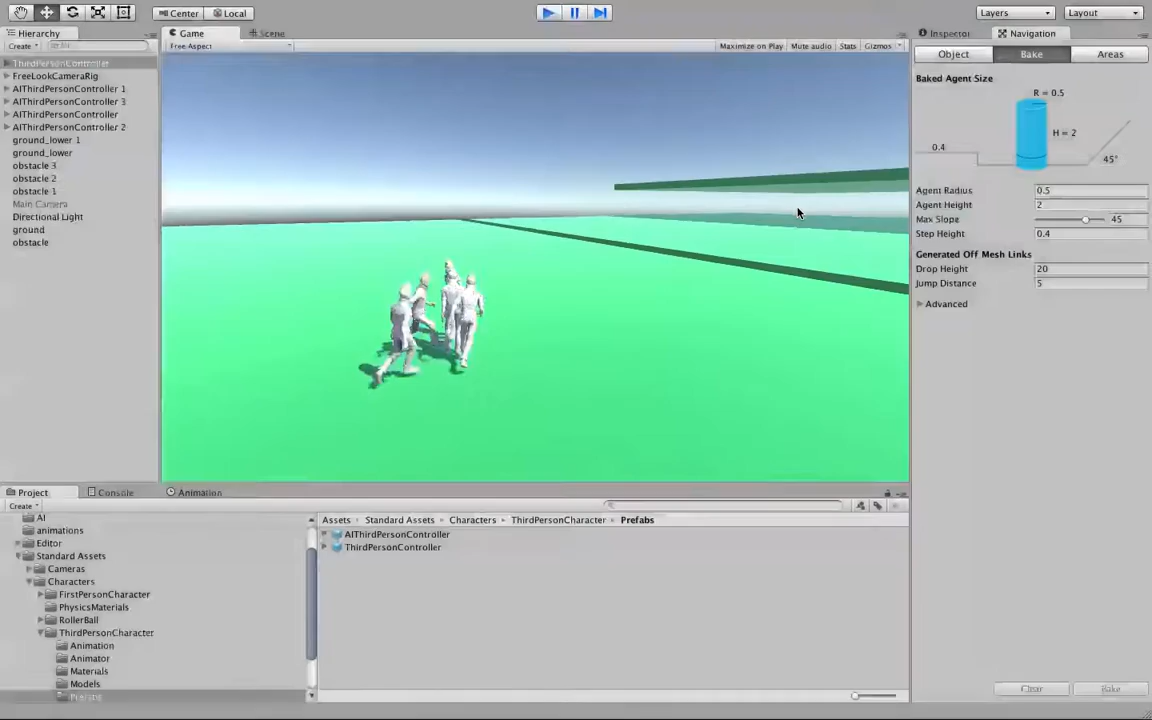 Center Local Layers Layout
Hierarchy Game Scene Inspector Navigation
Create Free Aspect Maximize on Play Mute audio Stats Gizmos Object Bake Areas
ThirdPersonController
FreeLookCameraRig
AIThirdPersonController 1
AIThirdPersonController 3
AIThirdPersonController
AIThirdPersonController 2
ground_lower 1
ground_lower
obstacle 3
obstacle 2
obstacle 1
Main Camera
Directional Light
ground
obstacle
Baked Agent Size
R = 0.5
H = 2
0.4
45°
Agent Radius 0.5
Agent Height 2
Max Slope 45
Step Height 0.4
Generated Off Mesh Links
Drop Height 20
Jump Distance 5
Advanced
Clear Bake
Project Console Animation
Create
AI
animations
Editor
Standard Assets
Cameras
Characters
FirstPersonCharacter
PhysicsMaterials
RollerBall
ThirdPersonCharacter
Animation
Animator
Materials
Models
Prefabs
Assets Standard Assets Characters ThirdPersonCharacter Prefabs
AIThirdPersonController
ThirdPersonController